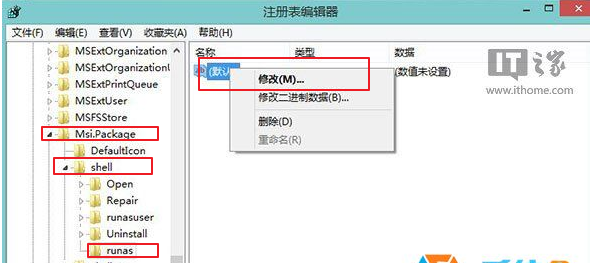 注册表编辑器
文件(F) 编辑(E) 查看(V) 收藏夹(A) 帮助(H)
MSExtOrganization
MSExtOrganizationU
MSExtPrintQueue
MSExtUser
MSFSStore
Msi.Package
DefaultIcon
shell
Open
Repair
runasuser
Uninstall
runas
名称 类型 数据
(默认 (数值未设置)
修改(M)...
修改二进制数据(B)...
删除(D)
重命名(R)
IT之家
www.ithome.com